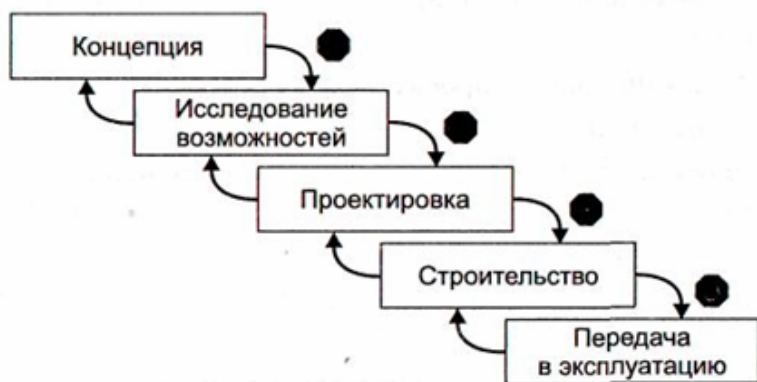 Концепция
Исследование
возможностей
Проектировка
Строительство
Передача
в эксплуатацию